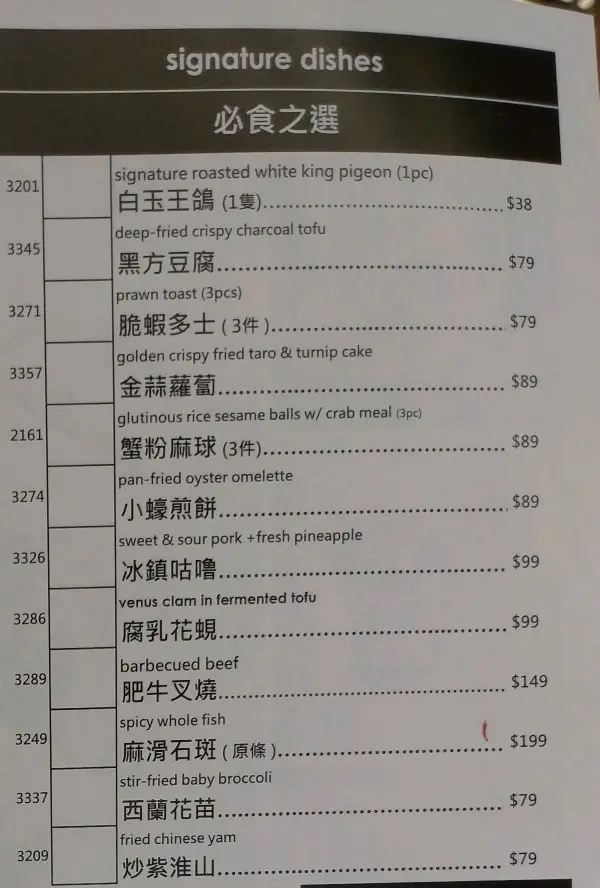 signature dishes
必食之選
signature roasted white king pigeon (1pc)
3201 白玉王鴿 (1隻)..............................$38
deep-fried crispy charcoal tofu
3345 黑方豆腐..............................$79
prawn toast (3pcs)
3271 脆蝦多士 ( 3件 )..............................$79
golden crispy fried taro & turnip cake
3357 金蒜蘿蔔..............................$89
glutinous rice sesame balls w/ crab meal (3pc)
2161 蟹粉麻球 (3件)..............................$89
pan-fried oyster omelette
3274 小蠔煎餅..............................$89
sweet & sour pork +fresh pineapple
3326 冰鎮咕嚕..............................$99
venus clam in fermented tofu
3286 腐乳花蜆..............................$99
barbecued beef
3289 肥牛叉燒..............................$149
spicy whole fish
3249 麻滑石斑 ( 原條 )..............................$199
stir-fried baby broccoli
3337 西蘭花苗..............................$79
fried chinese yam
3209 炒紫淮山..............................$79